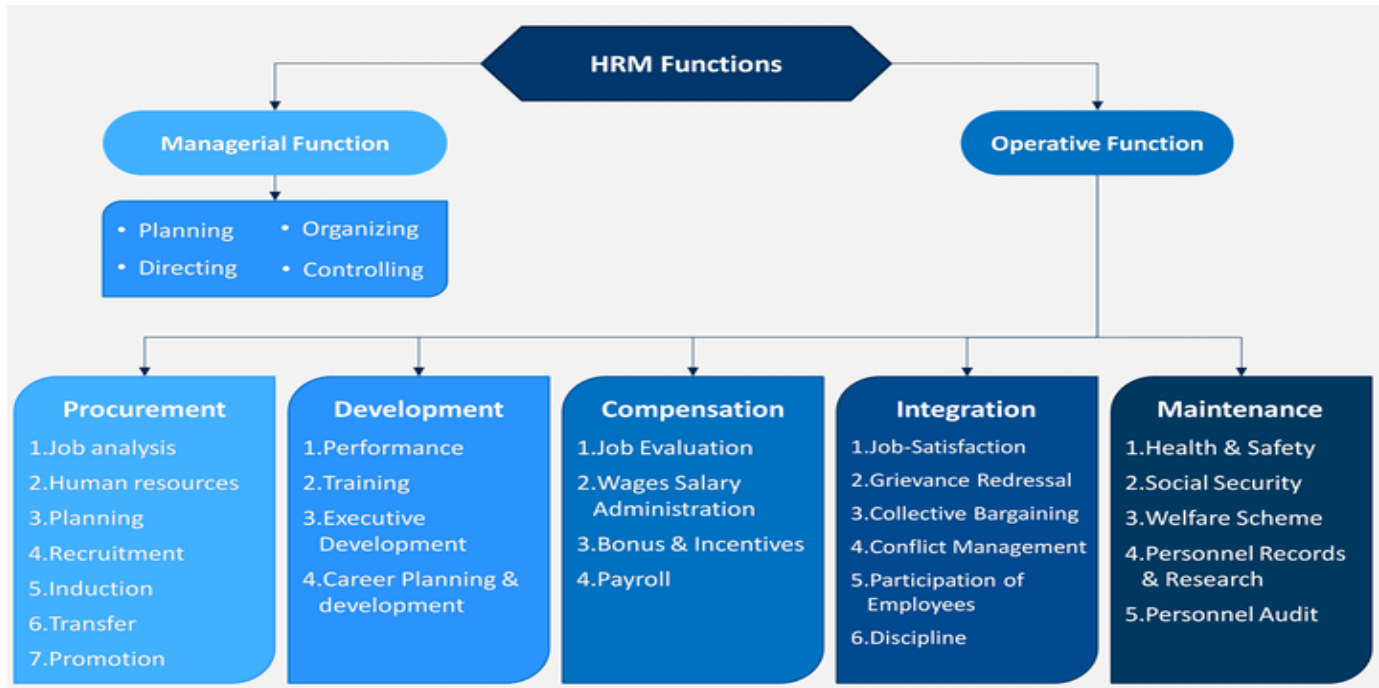 HRM Functions
Managerial Function
Operative Function
• Planning
• Organizing
• Directing
• Controlling
Procurement
1.Job analysis
2.Human resources
3.Planning
4.Recruitment
5.Induction
6.Transfer
7.Promotion
Development
1.Performance
2.Training
3.Executive
Development
4.Career Planning &
development
Compensation
1.Job Evaluation
2.Wages Salary
Administration
3.Bonus & Incentives
4.Payroll
Integration
1.Job-Satisfaction
2.Grievance Redressal
3.Collective Bargaining
4.Conflict Management
5.Participation of
Employees
6.Discipline
Maintenance
1.Health & Safety
2.Social Security
3.Welfare Scheme
4.Personnel Records
& Research
5.Personnel Audit